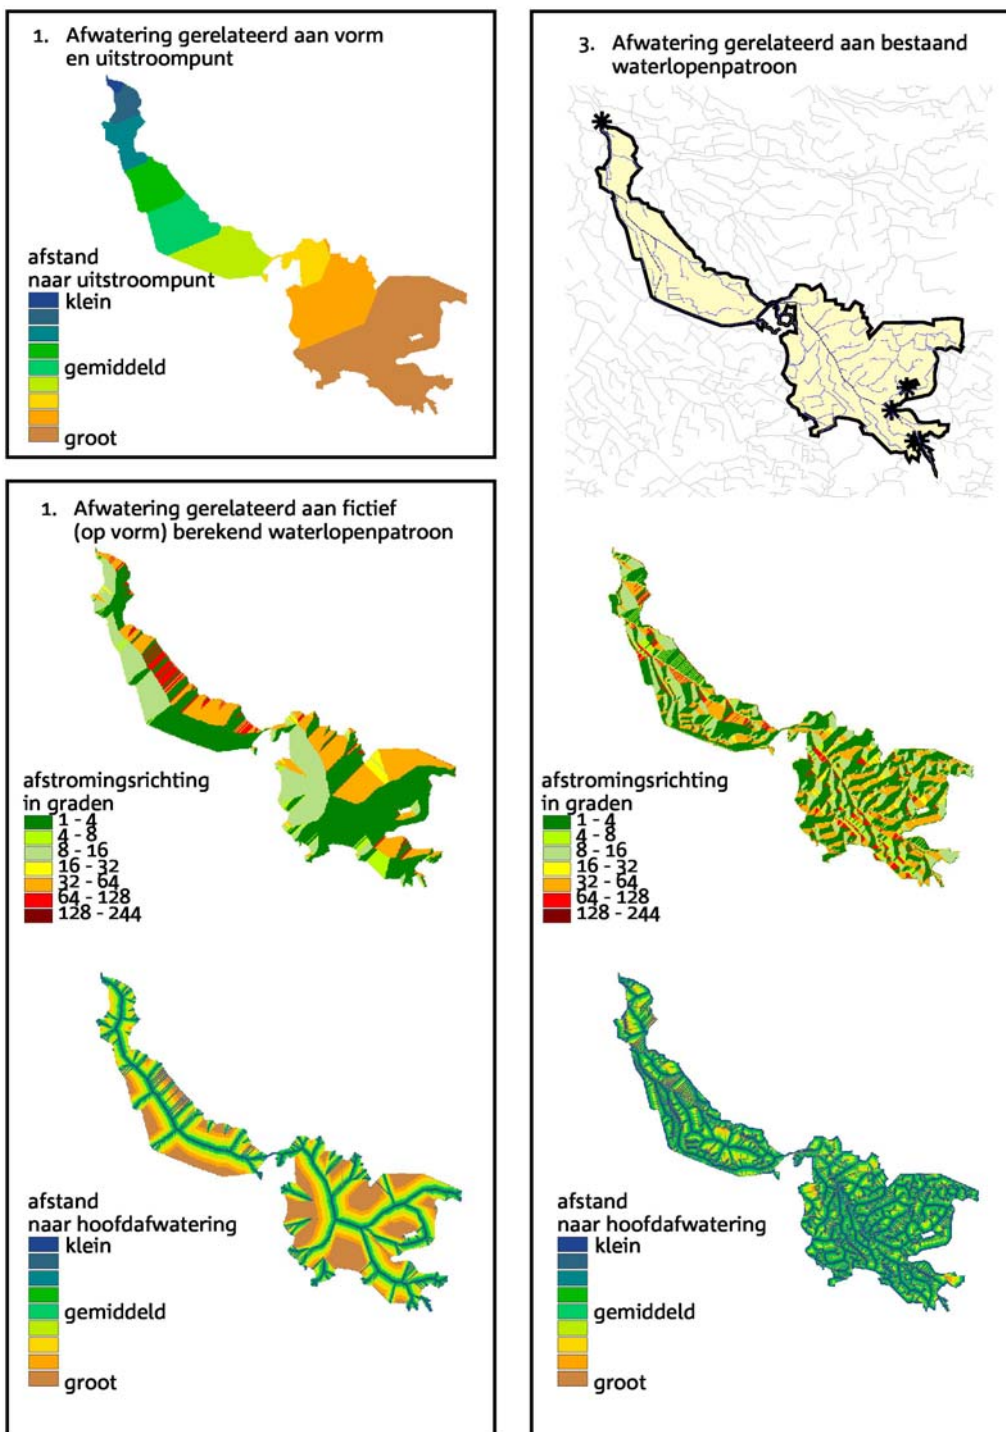 1. Afwatering gerelateerd aan vorm
en uitstroompunt
afstand
naar uitstroompunt
klein
gemiddeld
groot
1. Afwatering gerelateerd aan fictief
(op vorm) berekend waterlopenpatroon
afstromingsrichting
in graden
1 - 4
4 - 8
8 - 16
16 - 32
32 - 64
64 - 128
128 - 244
afstand
naar hoofdafwatering
klein
gemiddeld
groot
3. Afwatering gerelateerd aan bestaand
waterlopenpatroon
afstromingsrichting
in graden
1 - 4
4 - 8
8 - 16
16 - 32
32 - 64
64 - 128
128 - 244
afstand
naar hoofdafwatering
klein
gemiddeld
groot